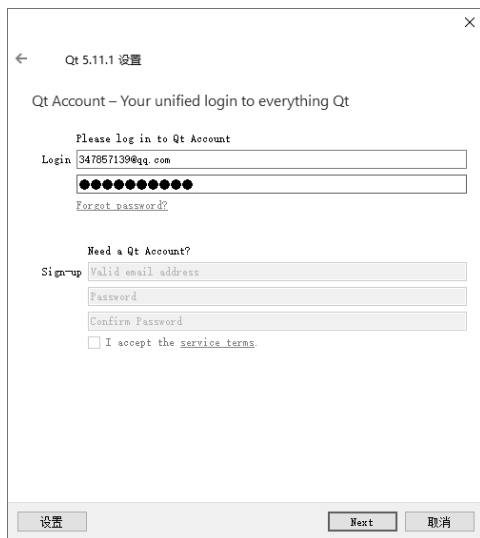 Qt 5.11.1 设置
Qt Account – Your unified login to everything Qt
Please log in to Qt Account
Login 347857139@qq.com
●●●●●●●●●●
Forgot password?
Need a Qt Account?
Sign-up Valid email address
Password
Confirm Password
I accept the service terms.
设置 Next 取消